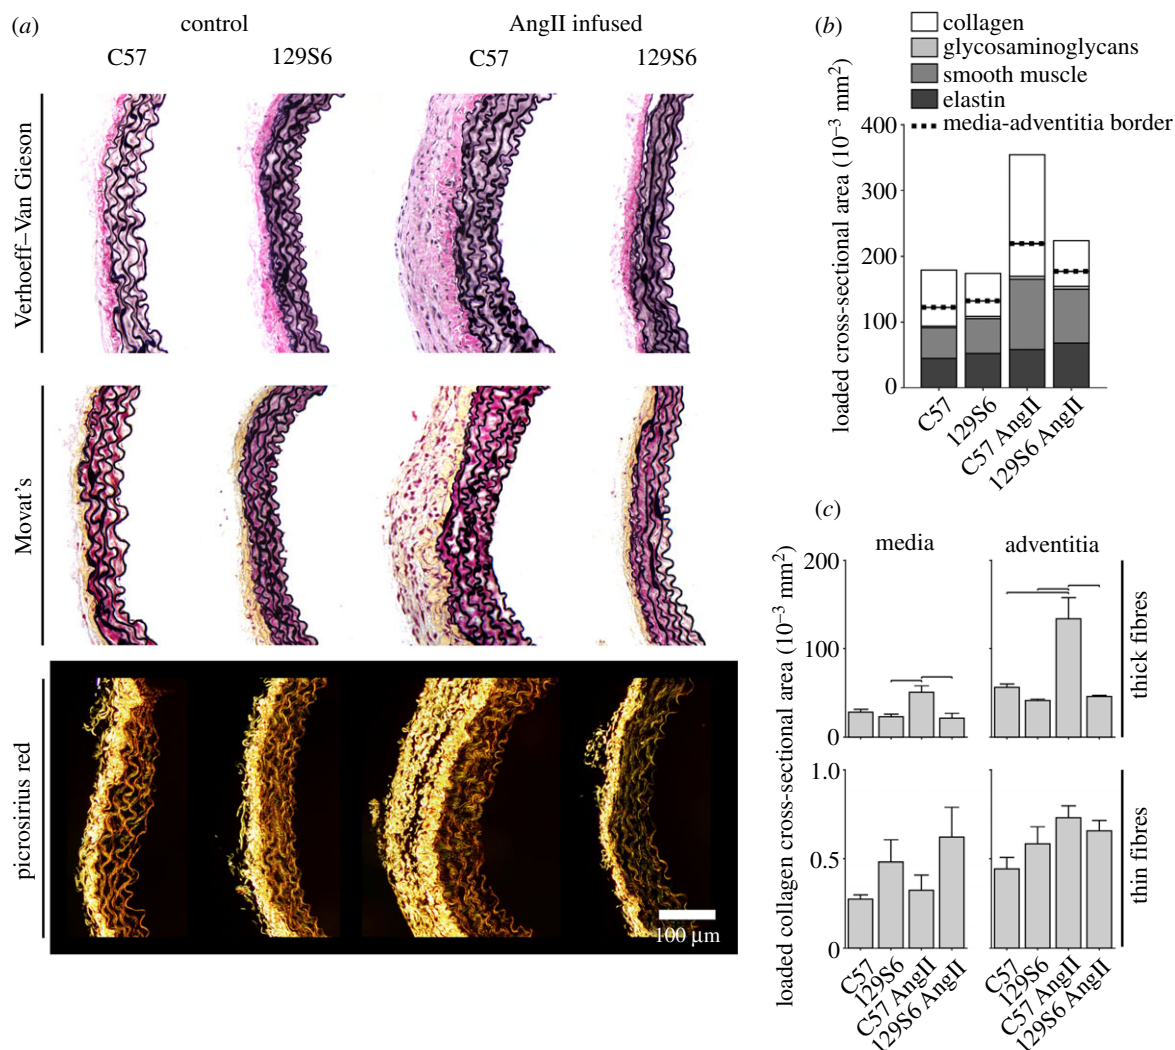 (a)
control
AngII infused
C57
129S6
C57
129S6
Verhoeff–Van Gieson
Movat's
picrosirius red
100 µm
(b)
collagen
glycosaminoglycans
smooth muscle
elastin
media-adventitia border
loaded cross-sectional area (10⁻³ mm²)
400
300
200
100
0
C57
129S6
C57 AngII
129S6 AngII
(c)
media
adventitia
loaded collagen cross-sectional area (10⁻³ mm²)
200
100
0
thick fibres
1.0
0.5
0
thin fibres
C57
129S6
C57 AngII
129S6 AngII
C57
129S6
C57 AngII
129S6 AngII